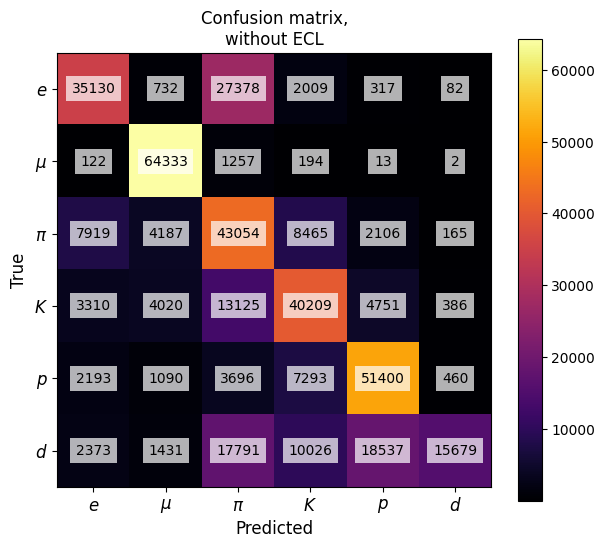 Confusion matrix,
without ECL
e 35130 732 27378 2009 317 82
μ 122 64333 1257 194 13 2
π 7919 4187 43054 8465 2106 165
K 3310 4020 13125 40209 4751 386
p 2193 1090 3696 7293 51400 460
d 2373 1431 17791 10026 18537 15679
e μ π K p d
True
Predicted
60000
50000
40000
30000
20000
10000